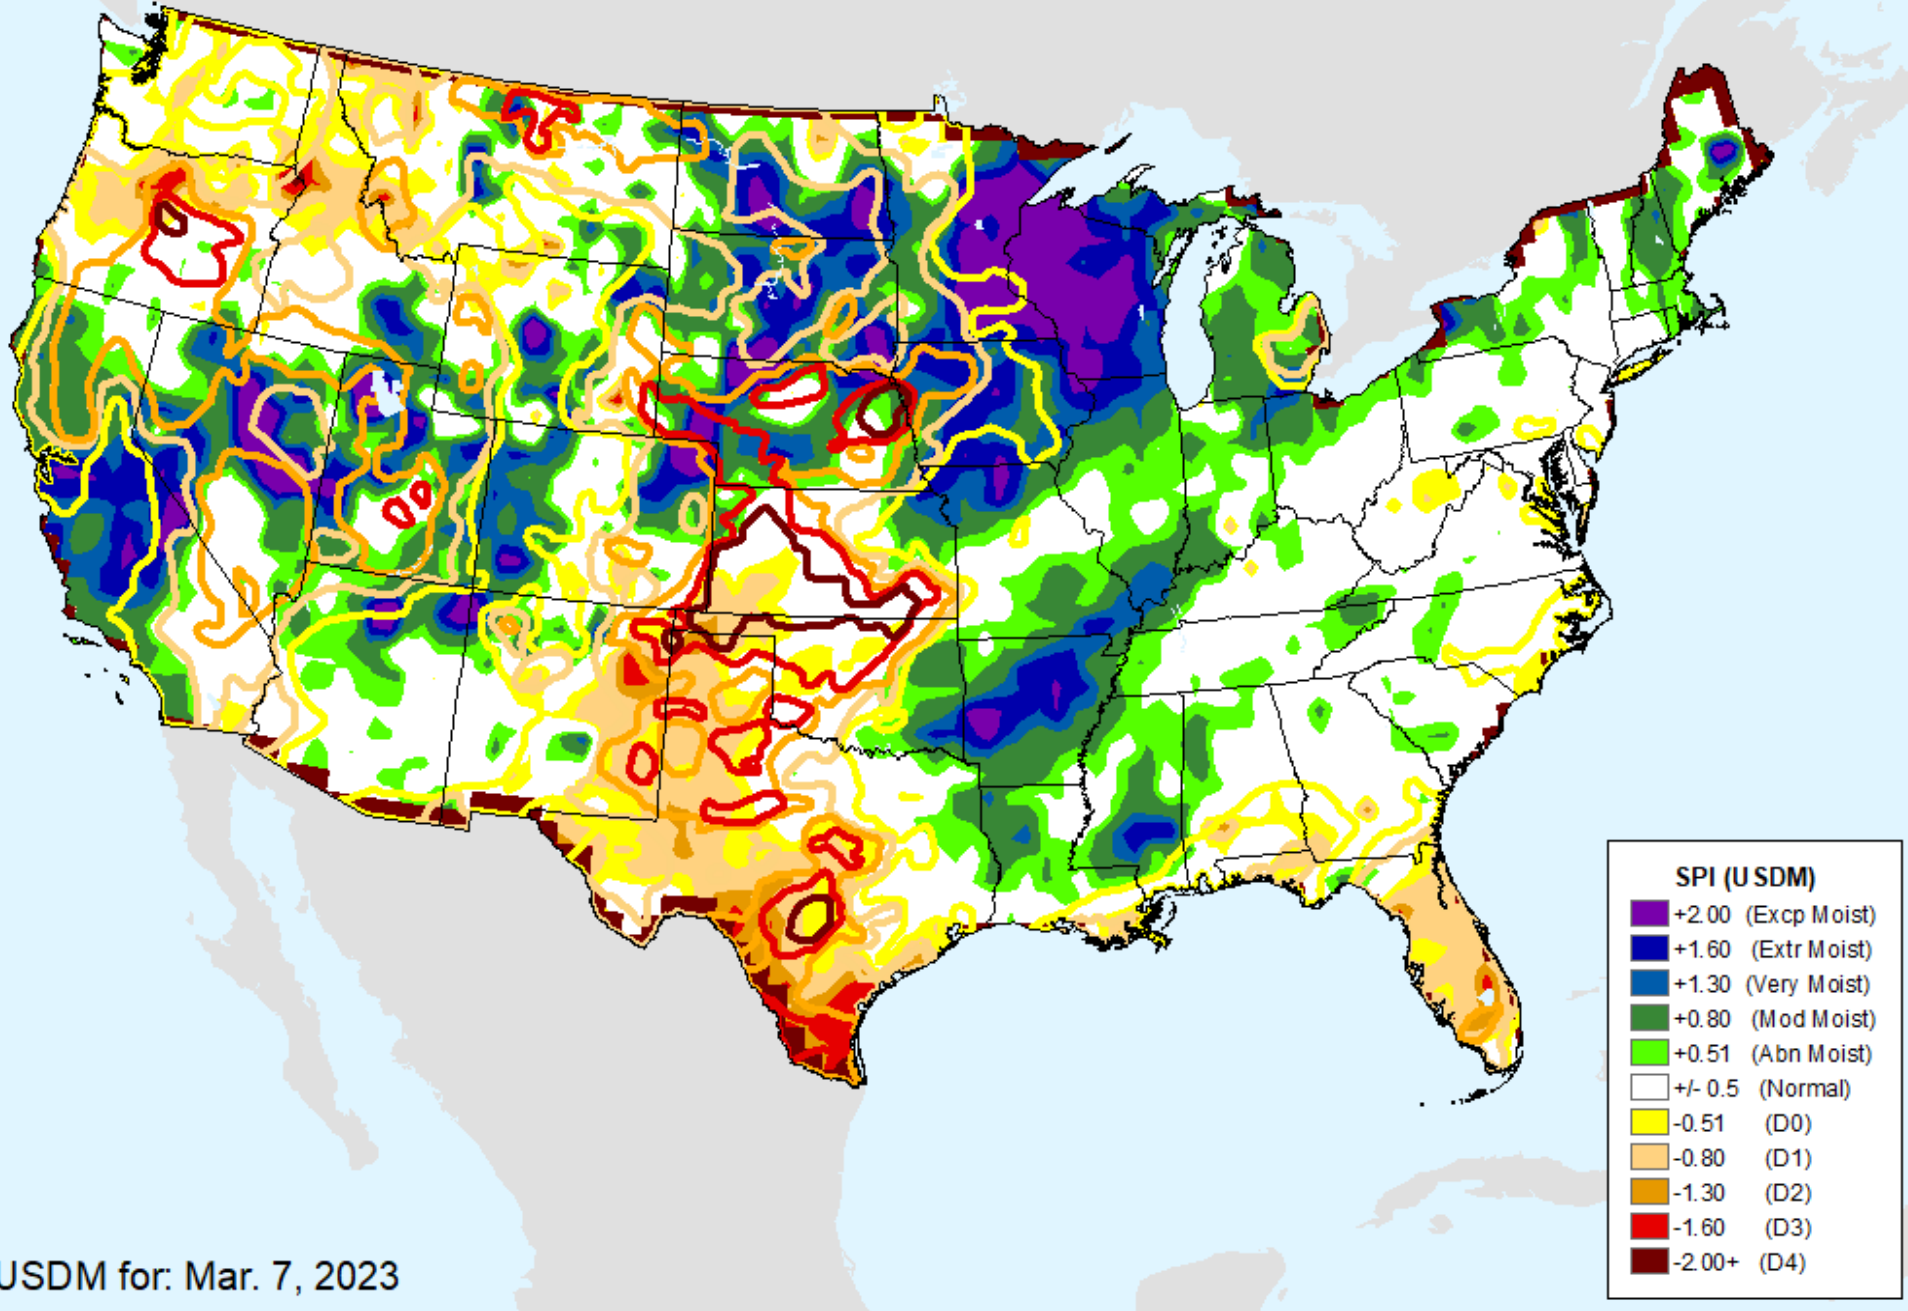 SPI (USDM)
+2.00 (Excp Moist)
+1.60 (Extr Moist)
+1.30 (Very Moist)
+0.80 (Mod Moist)
+0.51 (Abn Moist)
+/- 0.5 (Normal)
-0.51 (D0)
-0.80 (D1)
-1.30 (D2)
-1.60 (D3)
-2.00+ (D4)
USDM for: Mar. 7, 2023